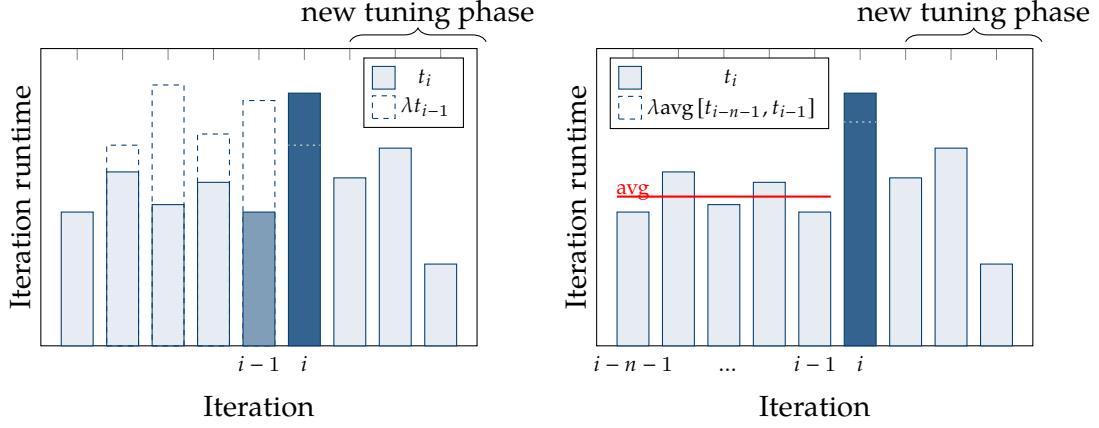 new tuning phase
Iteration runtime
t_i
λt_{i−1}
i − 1
i
Iteration
new tuning phase
Iteration runtime
t_i
λavg [t_{i−n−1}, t_{i−1}]
avg
i − n − 1
...
i − 1
i
Iteration